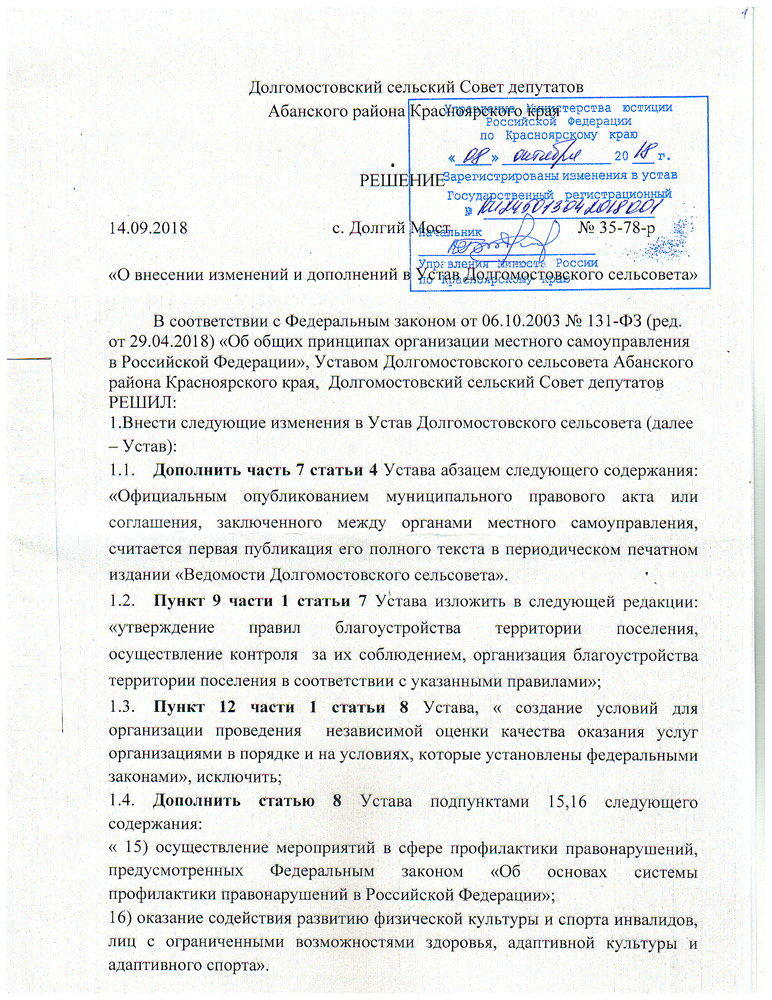 1
Долгомостовский сельский Совет депутатов
Абанского района Красноярского края
Управление Министерства юстиции
Российской Федерации
по Красноярскому краю
«08» октября 2018 г.
РЕШЕНИЕ
Зарегистрированы изменения в устав
Государственный регистрационный
№ RU245013042018001
14.09.2018 с. Долгий Мост № 35-78-р
Начальник
Управления Минюста России
по Красноярскому краю
«О внесении изменений и дополнений в Устав Долгомостовского сельсовета»
В соответствии с Федеральным законом от 06.10.2003 № 131-ФЗ (ред.
от 29.04.2018) «Об общих принципах организации местного самоуправления
в Российской Федерации», Уставом Долгомостовского сельсовета Абанского
района Красноярского края, Долгомостовский сельский Совет депутатов
РЕШИЛ:
1.Внести следующие изменения в Устав Долгомостовского сельсовета (далее
– Устав):
1.1. Дополнить часть 7 статьи 4 Устава абзацем следующего содержания:
«Официальным опубликованием муниципального правового акта или
соглашения, заключенного между органами местного самоуправления,
считается первая публикация его полного текста в периодическом печатном
издании «Ведомости Долгомостовского сельсовета».
1.2. Пункт 9 части 1 статьи 7 Устава изложить в следующей редакции:
«утверждение правил благоустройства территории поселения,
осуществление контроля за их соблюдением, организация благоустройства
территории поселения в соответствии с указанными правилами»;
1.3. Пункт 12 части 1 статьи 8 Устава, « создание условий для
организации проведения независимой оценки качества оказания услуг
организациями в порядке и на условиях, которые установлены федеральными
законами», исключить;
1.4. Дополнить статью 8 Устава подпунктами 15,16 следующего
содержания:
« 15) осуществление мероприятий в сфере профилактики правонарушений,
предусмотренных Федеральным законом «Об основах системы
профилактики правонарушений в Российской Федерации»;
16) оказание содействия развитию физической культуры и спорта инвалидов,
лиц с ограниченными возможностями здоровья, адаптивной культуры и
адаптивного спорта».